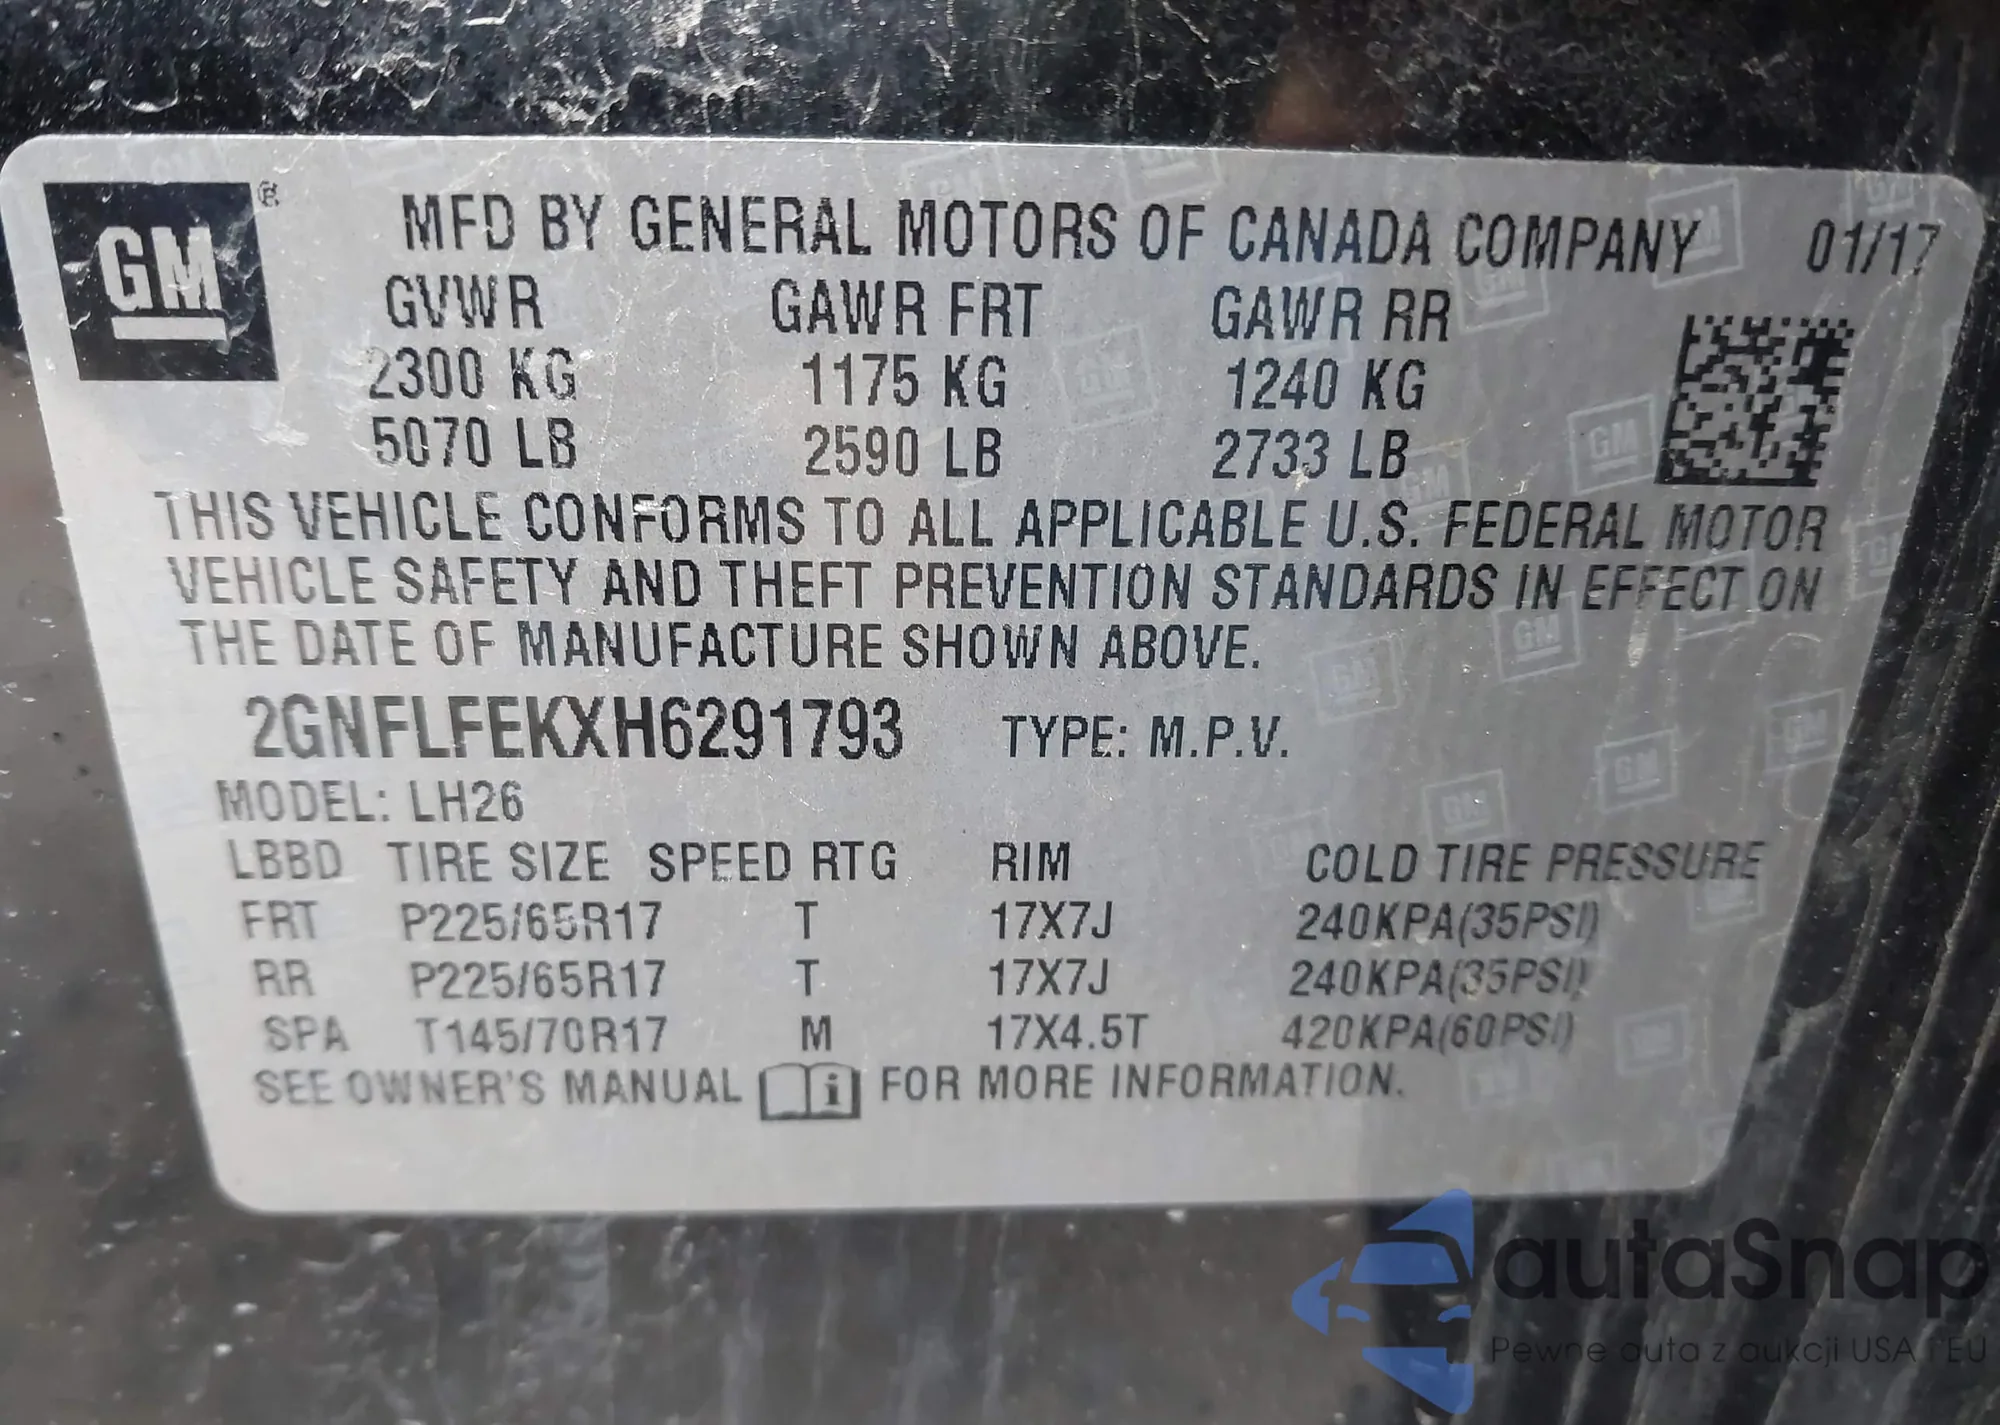 GM®
MFD BY GENERAL MOTORS OF CANADA COMPANY 01/17
GVWR GAWR FRT GAWR RR
2300 KG 1175 KG 1240 KG
5070 LB 2590 LB 2733 LB
THIS VEHICLE CONFORMS TO ALL APPLICABLE U.S. FEDERAL MOTOR
VEHICLE SAFETY AND THEFT PREVENTION STANDARDS IN EFFECT ON
THE DATE OF MANUFACTURE SHOWN ABOVE.
2GNFLFEKXH6291793 TYPE: M.P.V.
MODEL: LH26
LBBD TIRE SIZE SPEED RTG RIM COLD TIRE PRESSURE
FRT P225/65R17 T 17X7J 240KPA(35PSI)
RR P225/65R17 T 17X7J 240KPA(35PSI)
SPA T145/70R17 M 17X4.5T 420KPA(60PSI)
SEE OWNER'S MANUAL i FOR MORE INFORMATION.
autaSnap
Pewne auta z aukcji USA i EU